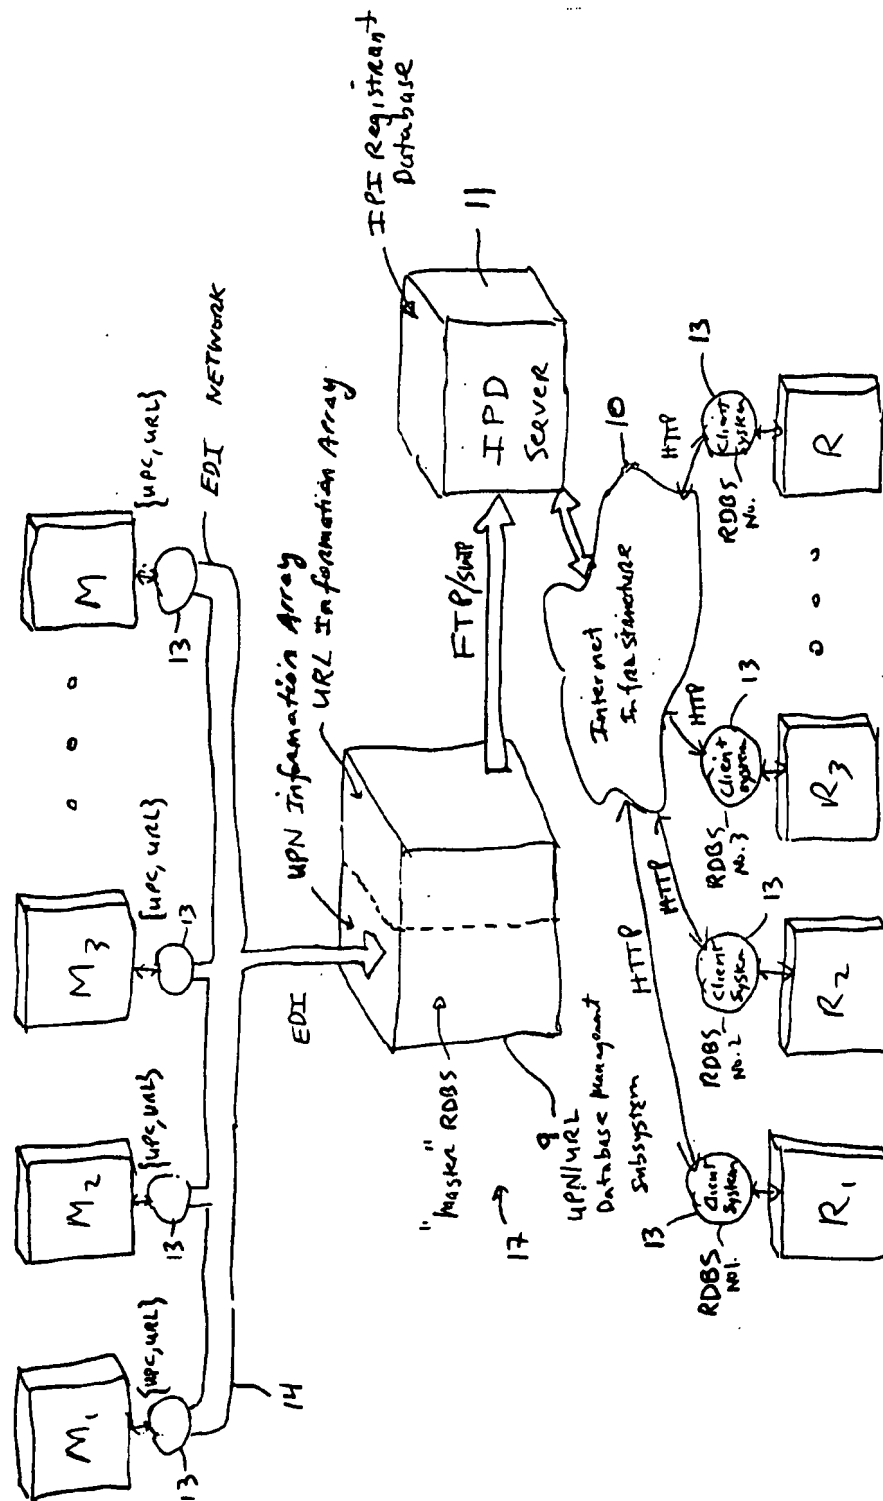 M1
M2
M3
M
{UPC, URL}
{UPC, URL}
{UPC, URL}
{UPC, URL}
13
13
13
13
EDI NETWORK
14
EDI
UPN Information Array
URL Information Array
IPI Registrant
Database
"Master" RDBS
17
9
UPN/URL
Database Management
Subsystem
FTP/SMTP
IPD
Server
11
10
Internet
Infrastructure
HTTP
HTTP
HTTP
HTTP
13
Client
System
RDBS
No1.
R1
13
Client
System
RDBS
No.2
R2
13
Client
System
RDBS
No.3
R3
13
Client
System
RDBS
No.
R